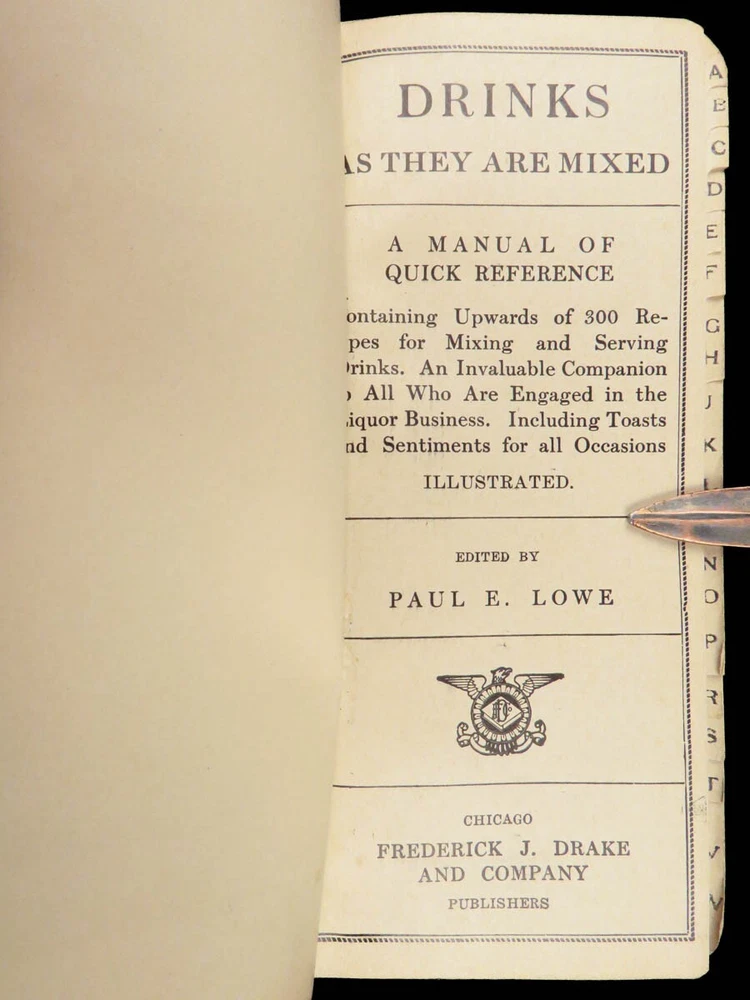 DRINKS
AS THEY ARE MIXED
A MANUAL OF
QUICK REFERENCE
ontaining Upwards of 300 Re-
pes for Mixing and Serving
rinks. An Invaluable Companion
All Who Are Engaged in the
iquor Business. Including Toasts
nd Sentiments for all Occasions
ILLUSTRATED.
EDITED BY
PAUL E. LOWE
CHICAGO
FREDERICK J. DRAKE
AND COMPANY
PUBLISHERS
A
B
C
D
E
F
G
H
J
K
N
O
P
R
S
T
V